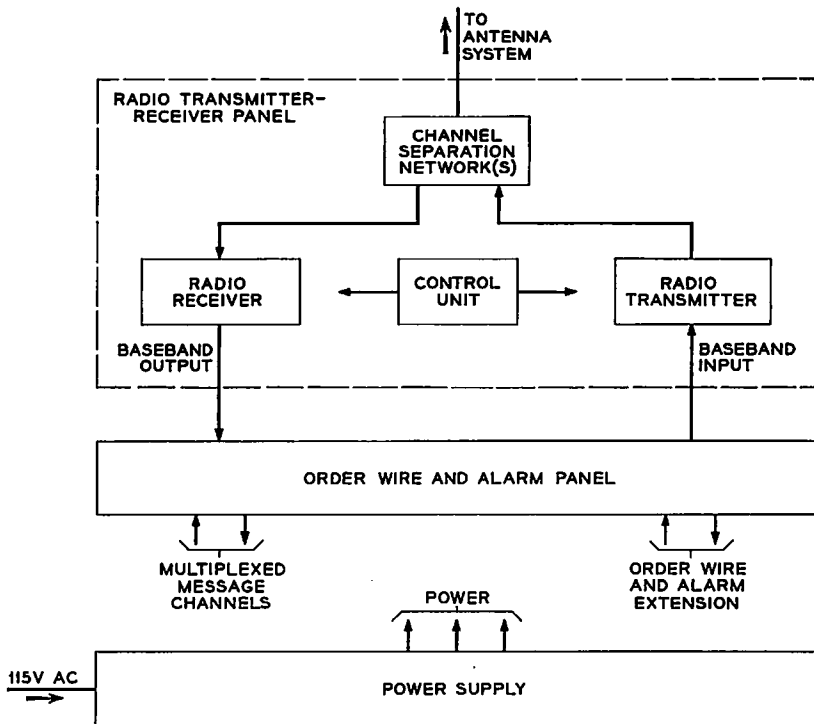 TO
ANTENNA
SYSTEM
RADIO TRANSMITTER-
RECEIVER PANEL
CHANNEL
SEPARATION
NETWORK(S)
RADIO
RECEIVER
CONTROL
UNIT
RADIO
TRANSMITTER
BASEBAND
OUTPUT
BASEBAND
INPUT
ORDER WIRE AND ALARM PANEL
MULTIPLEXED
MESSAGE
CHANNELS
ORDER WIRE
AND ALARM
EXTENSION
POWER
115V AC
POWER SUPPLY